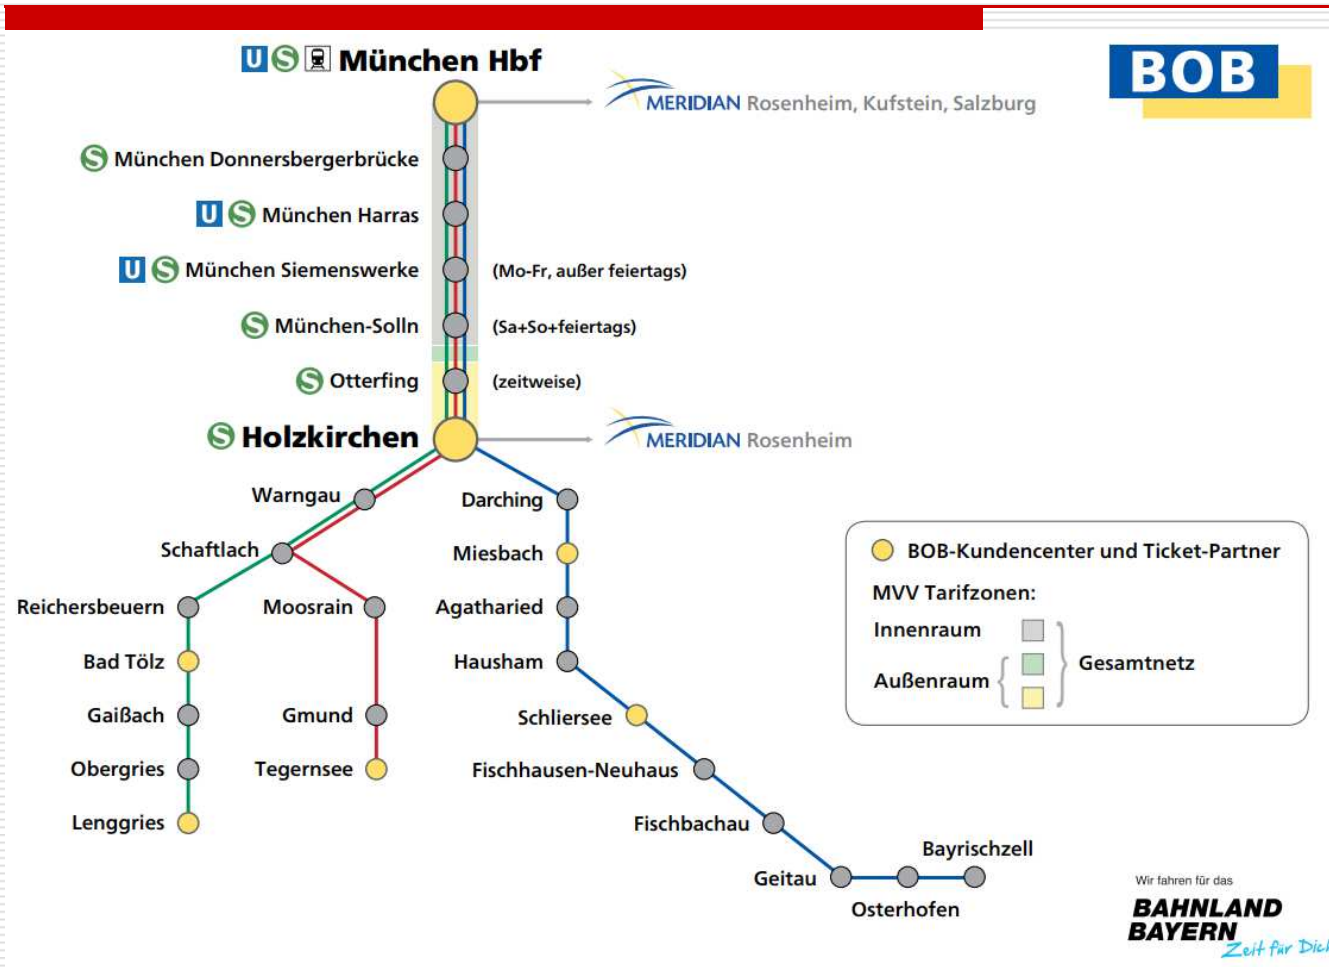 U S München Hbf
BOB
MERIDIAN Rosenheim, Kufstein, Salzburg
S München Donnersbergerbrücke
U S München Harras
U S München Siemenswerke (Mo-Fr, außer feiertags)
S München-Solln (Sa+So+feiertags)
S Otterfing (zeitweise)
S Holzkirchen
MERIDIAN Rosenheim
Warngau
Darching
Schaftlach
Miesbach
Reichersbeuern
Moosrain
Agatharied
Bad Tölz
Hausham
Gaißach
Gmund
Schliersee
Obergries
Tegernsee
Fischhausen-Neuhaus
Lenggries
Fischbachau
Bayrischzell
Geitau
Osterhofen
BOB-Kundencenter und Ticket-Partner
MVV Tarifzonen:
Innenraum
Außenraum
Gesamtnetz
Wir fahren für das
BAHNLAND
BAYERN
Zeit für Dich